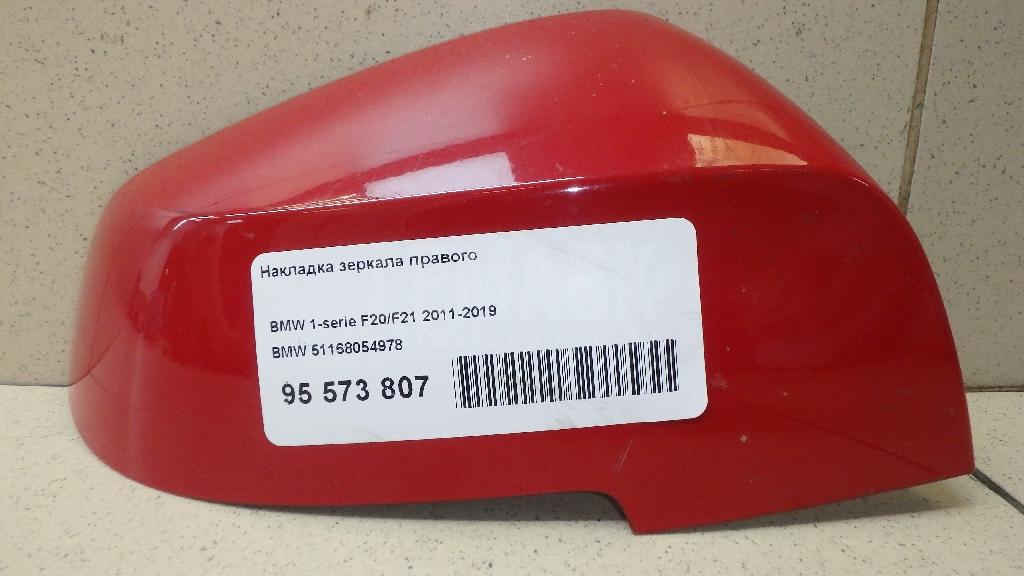 Накладка зеркала правого
BMW 1-serie F20/F21 2011-2019
BMW 51168054978
95 573 807